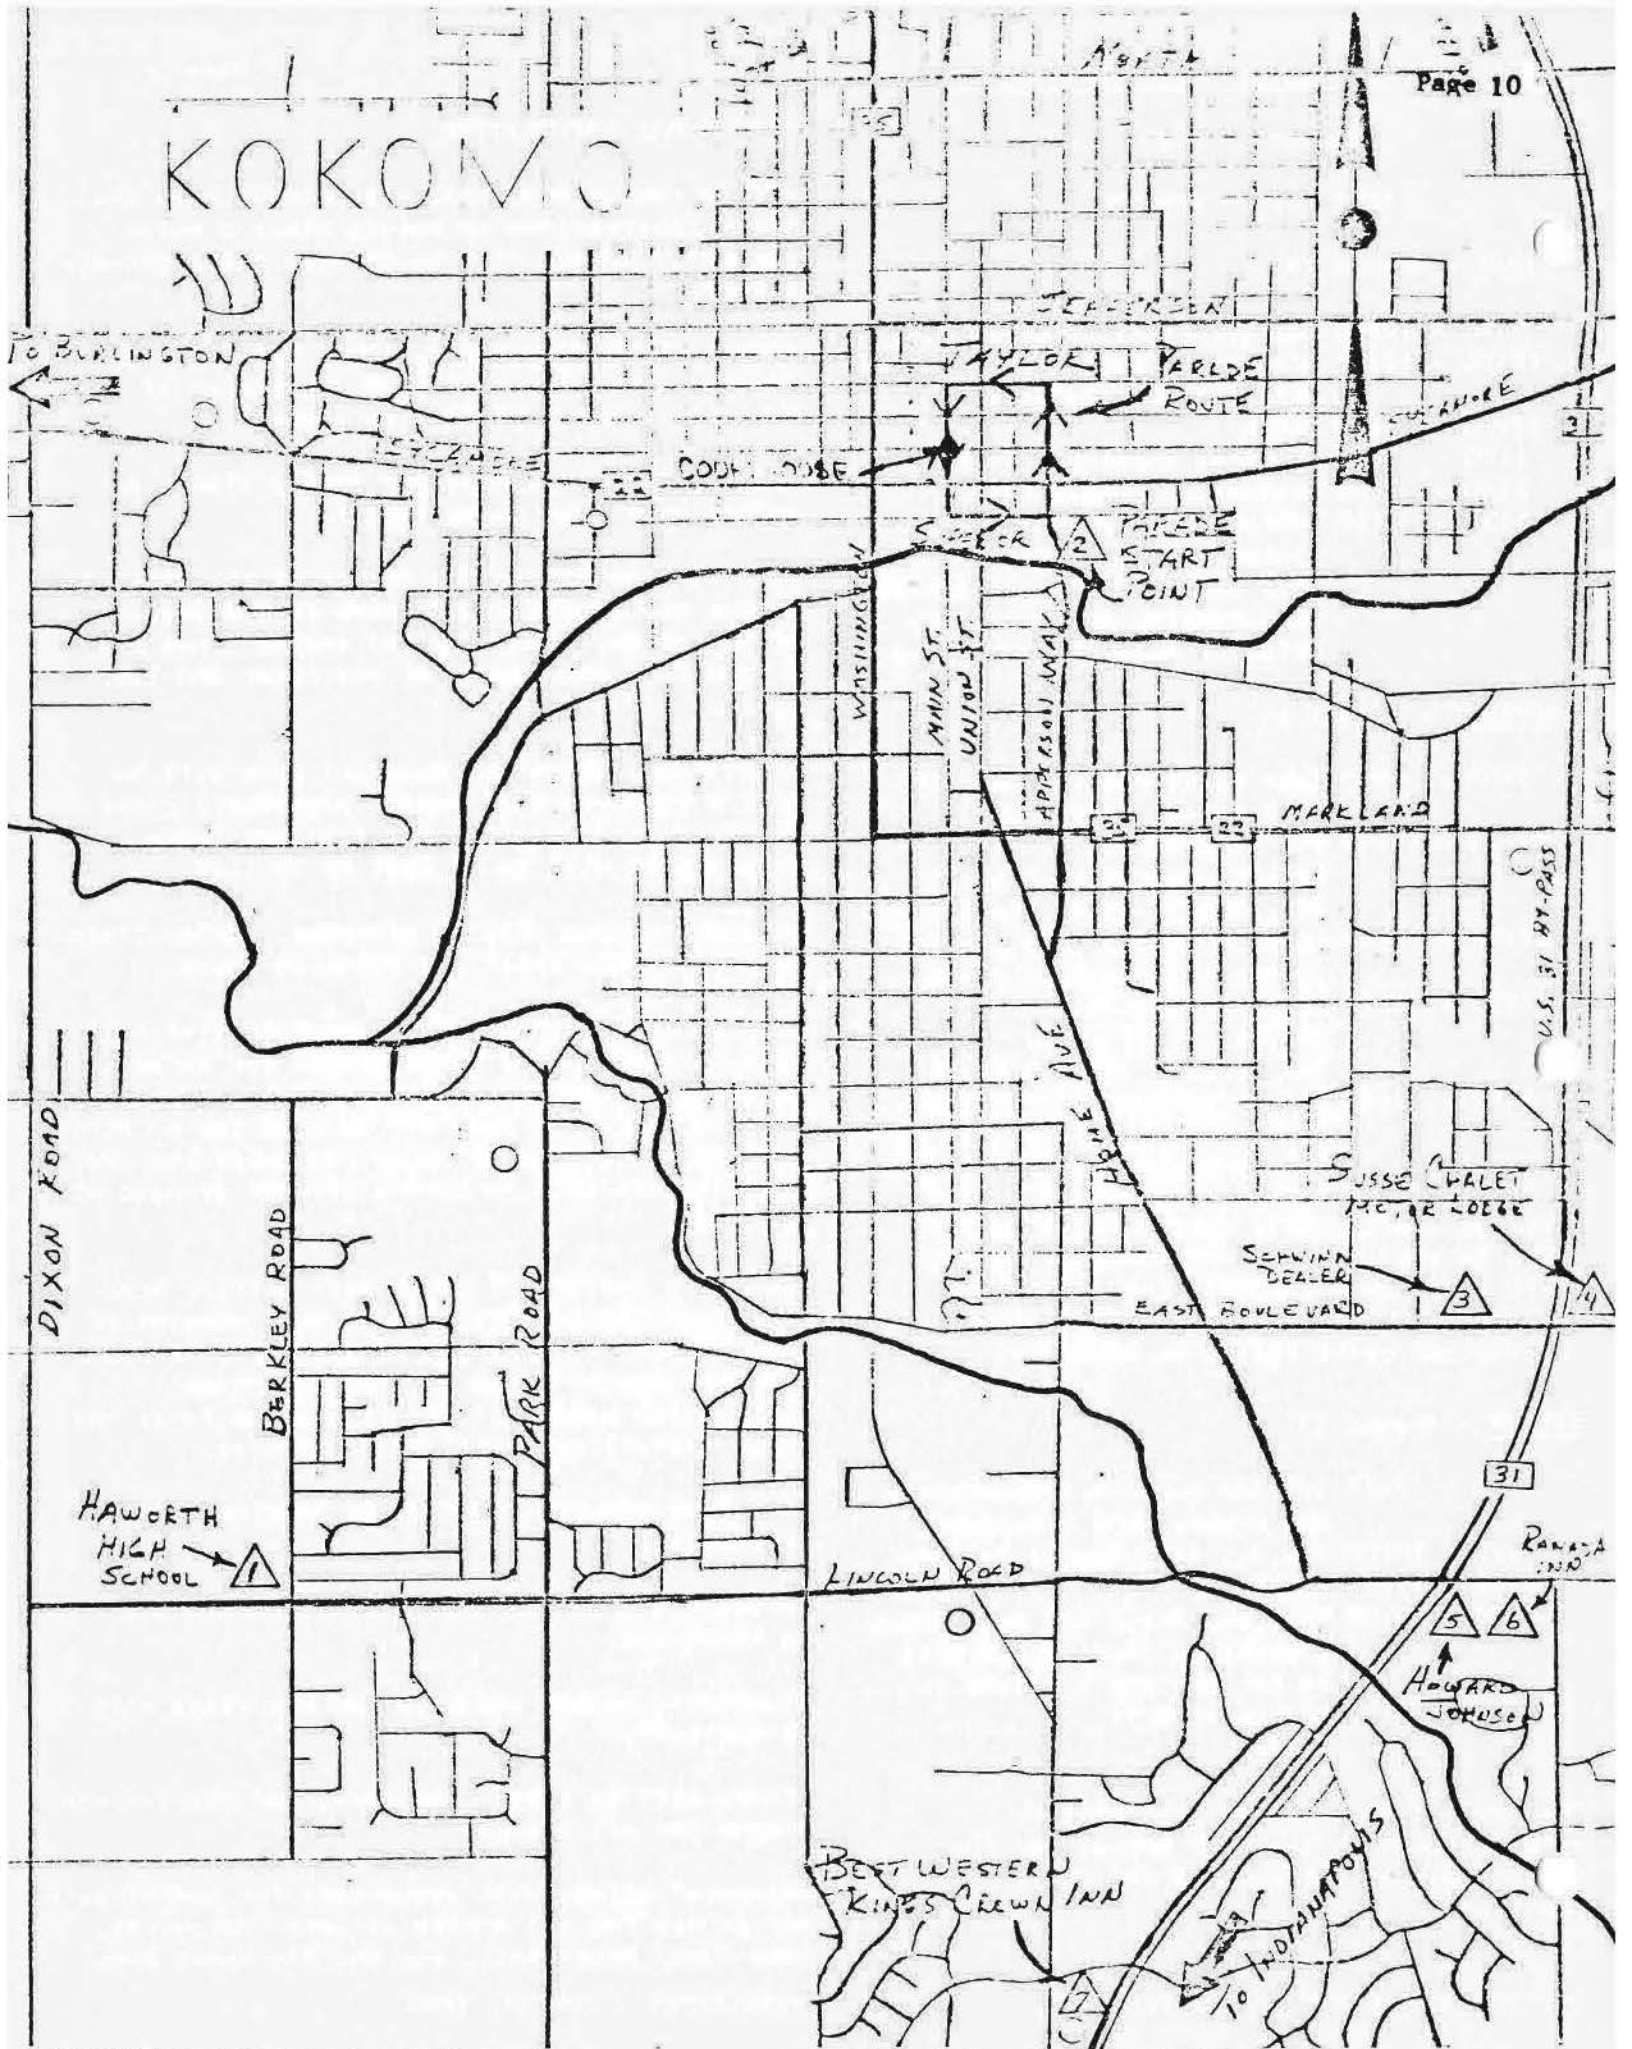 NORTH
Page 10
KOKOMO
JEFFERSON
TO BURLINGTON
TAYLOR
PARADE
ROUTE
SYCAMORE
SYCAMORE
22
SUPERIOR
2
PARADE
START
POINT
WASHINGTON
MAIN ST.
UNION ST.
APPERSON WAY
22
MARKLAND
U.S. 31 BY-PASS
HOME AVE
DIXON ROAD
BERKLEY ROAD
PARK ROAD
SUSSE CHALET
MOTOR LODGE
SCHWINN
DEALER
3
4
EAST BOULEVARD
31
HAWORTH
HIGH
SCHOOL
1
LINCOLN ROAD
RAMADA
INN
5
6
HOWARD
JOHNSON
BEST WESTERN
KINGS CROWN INN
7
TO INDIANAPOLIS